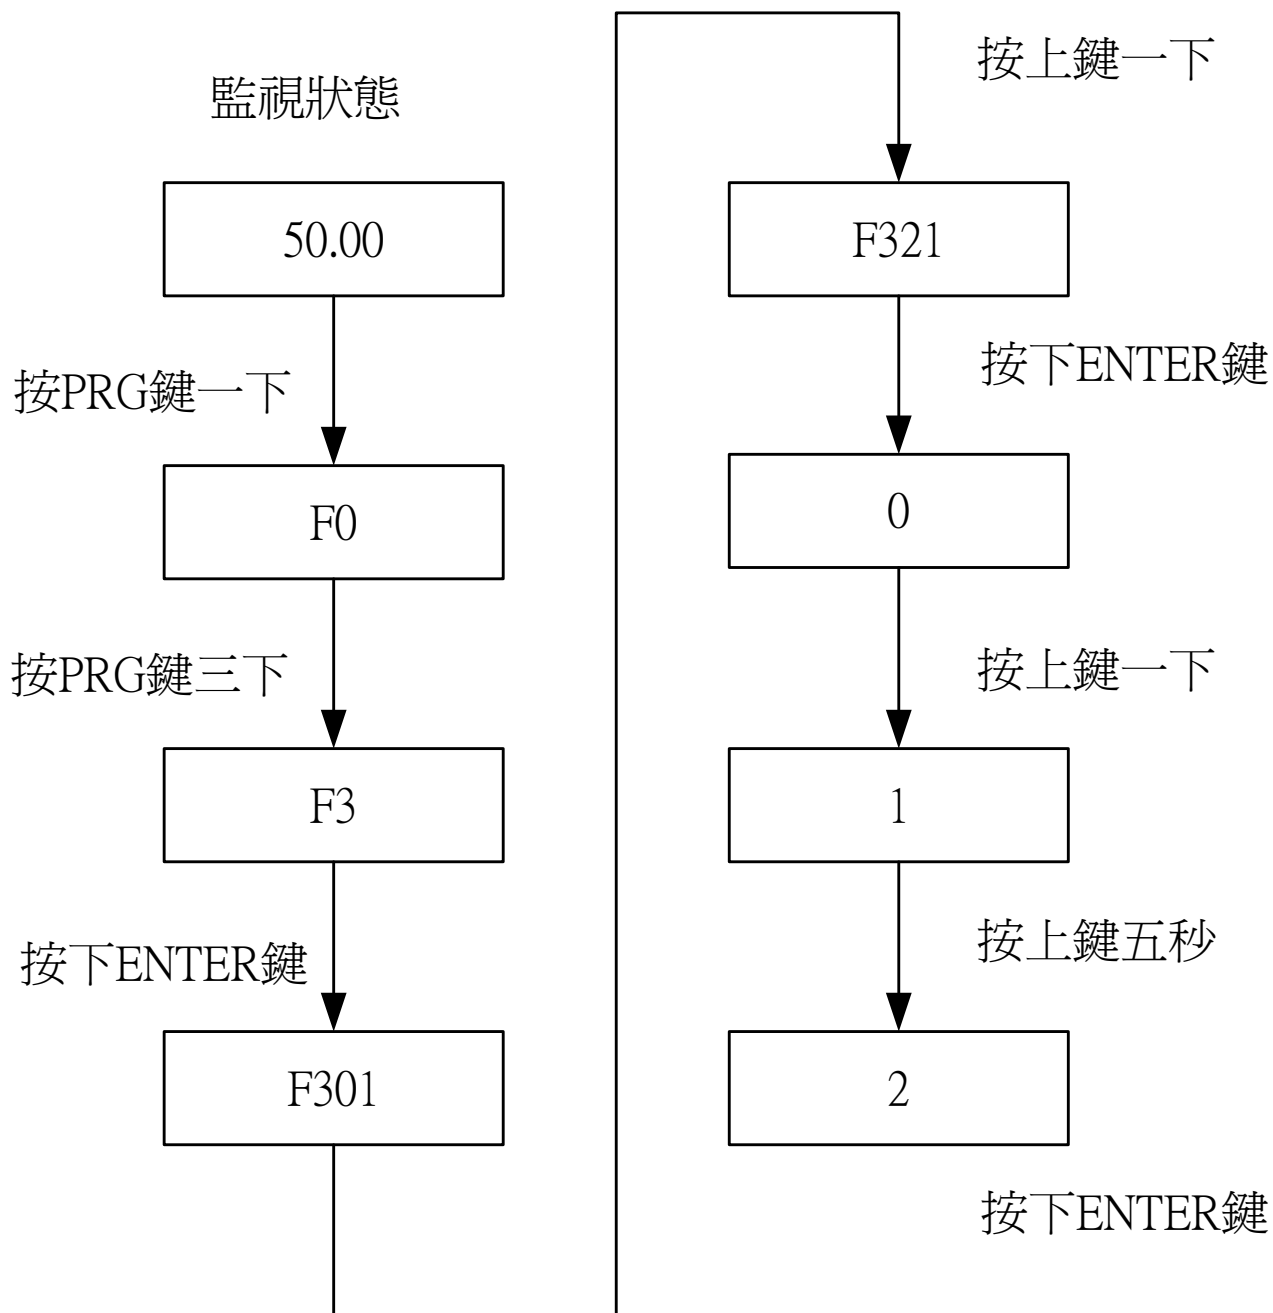 監視狀態
50.00
按PRG鍵一下
F0
按PRG鍵三下
F3
按下ENTER鍵
F301
按上鍵一下
F321
按下ENTER鍵
0
按上鍵一下
1
按上鍵五秒
2
按下ENTER鍵